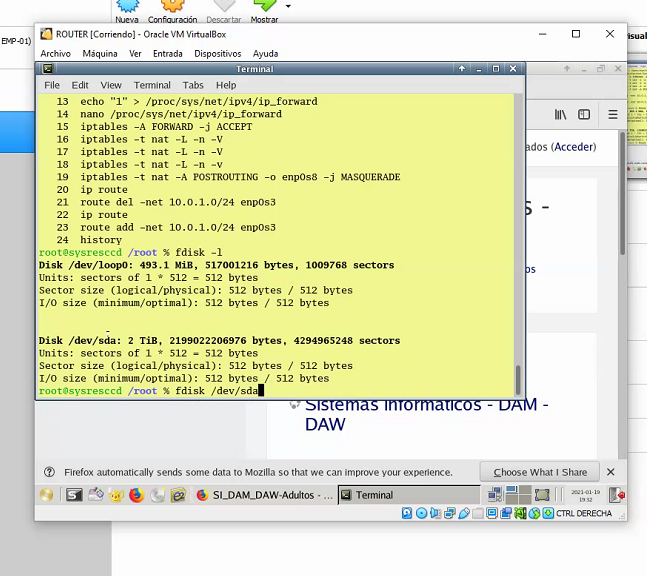 Nueva Configuración Descartar Mostrar
EMP-01)
ROUTER [Corriendo] - Oracle VM VirtualBox
Archivo Máquina Ver Entrada Dispositivos Ayuda
Terminal
File Edit View Terminal Tabs Help
13 echo "1" > /proc/sys/net/ipv4/ip_forward
14 nano /proc/sys/net/ipv4/ip_forward
15 iptables -A FORWARD -j ACCEPT
16 iptables -t nat -L -n -V
17 iptables -t nat -L -n -V
18 iptables -t nat -L -n -v
19 iptables -t nat -A POSTROUTING -o enp0s8 -j MASQUERADE
20 ip route
21 route del -net 10.0.1.0/24 enp0s3
22 ip route
23 route add -net 10.0.1.0/24 enp0s3
24 history
root@sysresccd /root % fdisk -l
Disk /dev/loop0: 493.1 MiB, 517001216 bytes, 1009768 sectors
Units: sectors of 1 * 512 = 512 bytes
Sector size (logical/physical): 512 bytes / 512 bytes
I/O size (minimum/optimal): 512 bytes / 512 bytes
Disk /dev/sda: 2 TiB, 2199022206976 bytes, 4294965248 sectors
Units: sectors of 1 * 512 = 512 bytes
Sector size (logical/physical): 512 bytes / 512 bytes
I/O size (minimum/optimal): 512 bytes / 512 bytes
root@sysresccd /root % fdisk /dev/sda
ados (Acceder)
S -
os
Sistemas Informáticos - DAM -
DAW
Firefox automatically sends some data to Mozilla so that we can improve your experience. Choose What I Share
SI_DAM_DAW-Adultos - ... Terminal 2021-01-19
19:32
CTRL DERECHA